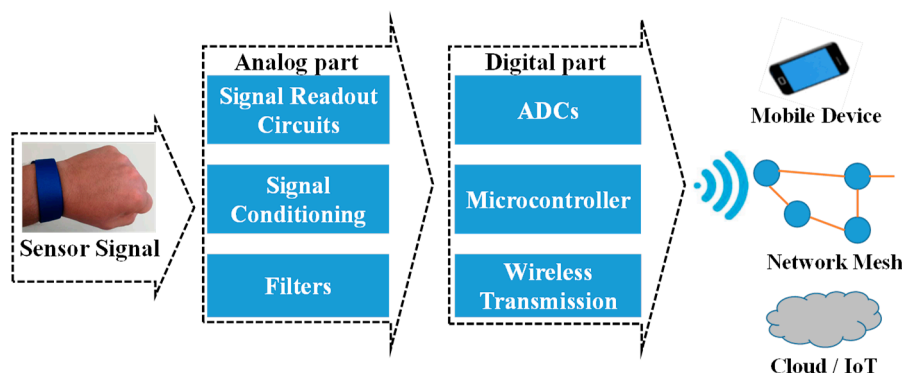 Sensor Signal
Analog part
Signal Readout
Circuits
Signal
Conditioning
Filters
Digital part
ADCs
Microcontroller
Wireless
Transmission
Mobile Device
Network Mesh
Cloud / IoT